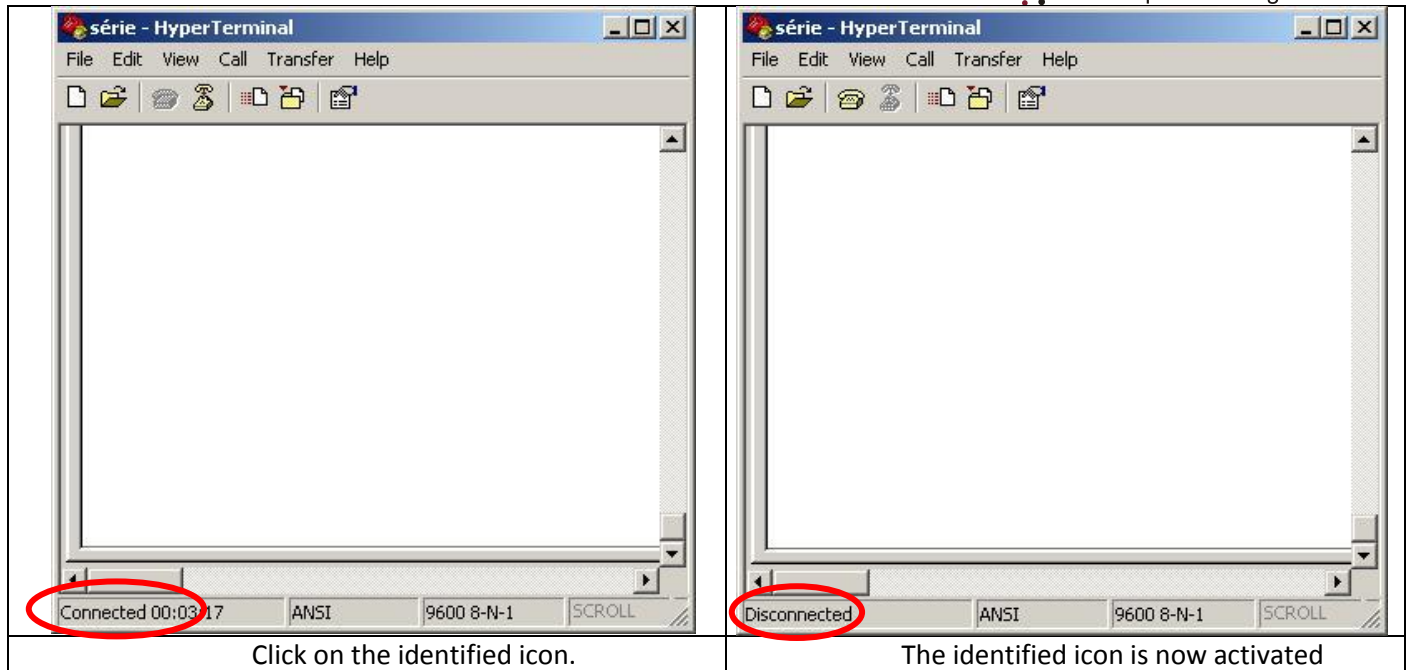 série - HyperTerminal
File Edit View Call Transfer Help
Connected 00:03:17 ANSI 9600 8-N-1 SCROLL
Click on the identified icon.
série - HyperTerminal
File Edit View Call Transfer Help
Disconnected ANSI 9600 8-N-1 SCROLL
The identified icon is now activated